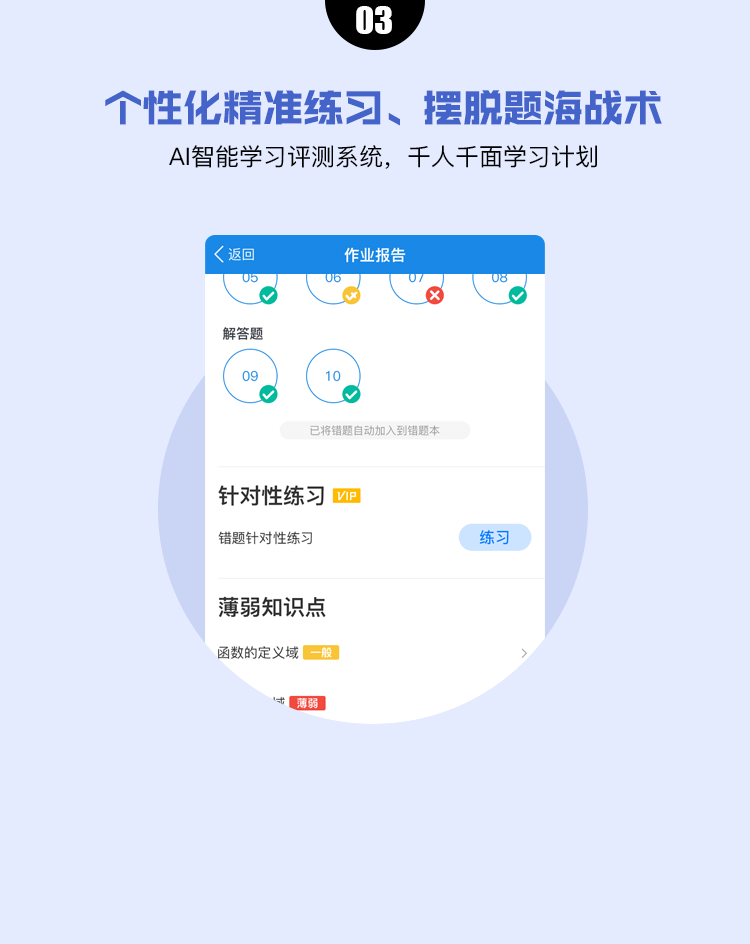 03
个性化精准练习、摆脱题海战术
AI智能学习评测系统，千人千面学习计划
返回 作业报告
05 06 07 08
解答题
09 10
已将错题自动加入到错题本
针对性练习 VIP
错题针对性练习 练习
薄弱知识点
函数的定义域 一般
域 薄弱